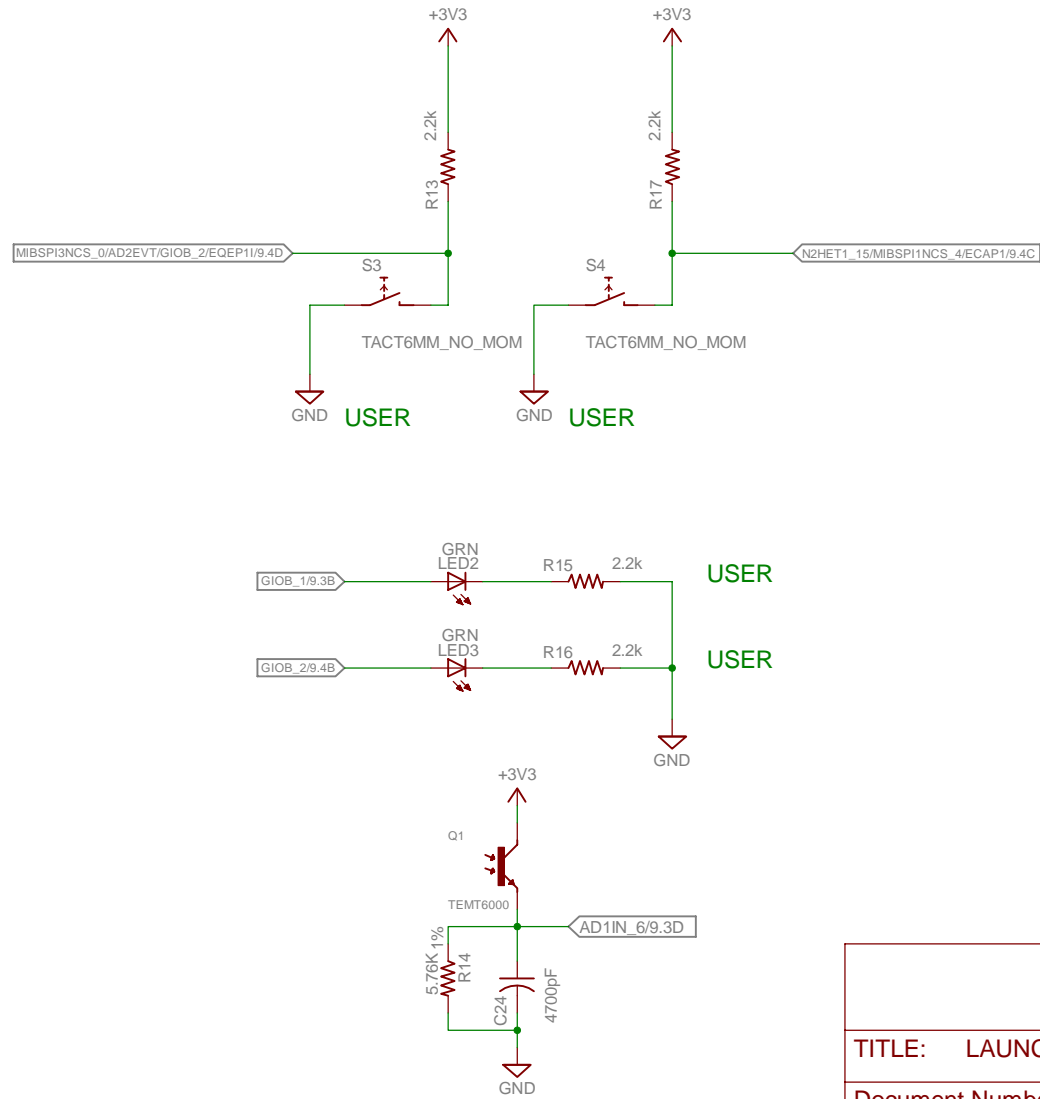 +3V3
+3V3
2.2k
R13
2.2k
R17
MIBSPI3NCS_0/AD2EVT/GIOB_2/EQEP1I/9.4D
N2HET1_15/MIBSPI1NCS_4/ECAP1/9.4C
S3
S4
TACT6MM_NO_MOM
TACT6MM_NO_MOM
GND
USER
GND
USER
GRN
LED2
R15
2.2k
USER
GIOB_1/9.3B
GRN
LED3
R16
2.2k
USER
GIOB_2/9.4B
GND
+3V3
Q1
TEMT6000
AD1IN_6/9.3D
5.76K 1%
R14
C24
4700pF
GND
TITLE: LAUNC